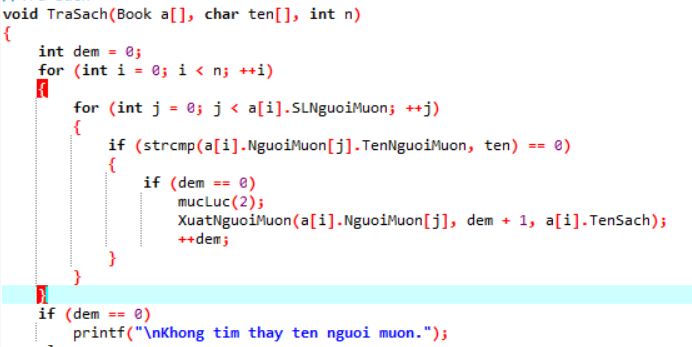 void TraSach(Book a[], char ten[], int n)
{
    int dem = 0;
    for (int i = 0; i < n; ++i)
    {
        for (int j = 0; j < a[i].SLNguoiMuon; ++j)
        {
            if (strcmp(a[i].NguoiMuon[j].TenNguoiMuon, ten) == 0)
            {
                if (dem == 0)
                    mucLuc(2);
                    XuatNguoiMuon(a[i].NguoiMuon[j], dem + 1, a[i].TenSach);
                    ++dem;
            }
        }
    }
    if (dem == 0)
        printf("\nKhong tim thay ten nguoi muon.");